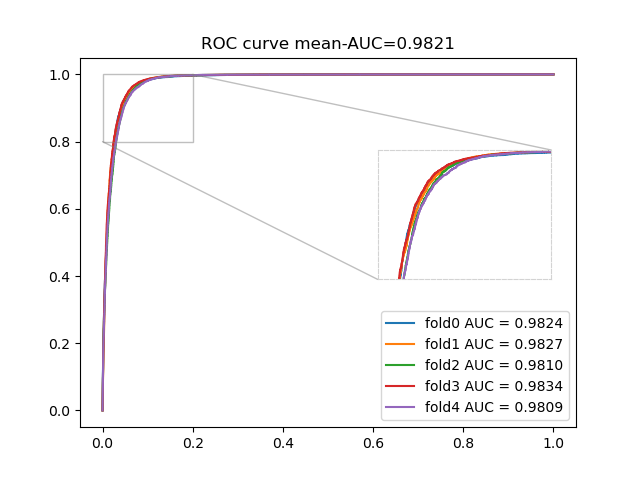 ROC curve mean-AUC=0.9821
1.0
0.8
0.6
0.4
0.2
0.0
fold0 AUC = 0.9824
fold1 AUC = 0.9827
fold2 AUC = 0.9810
fold3 AUC = 0.9834
fold4 AUC = 0.9809
0.0 0.2 0.4 0.6 0.8 1.0